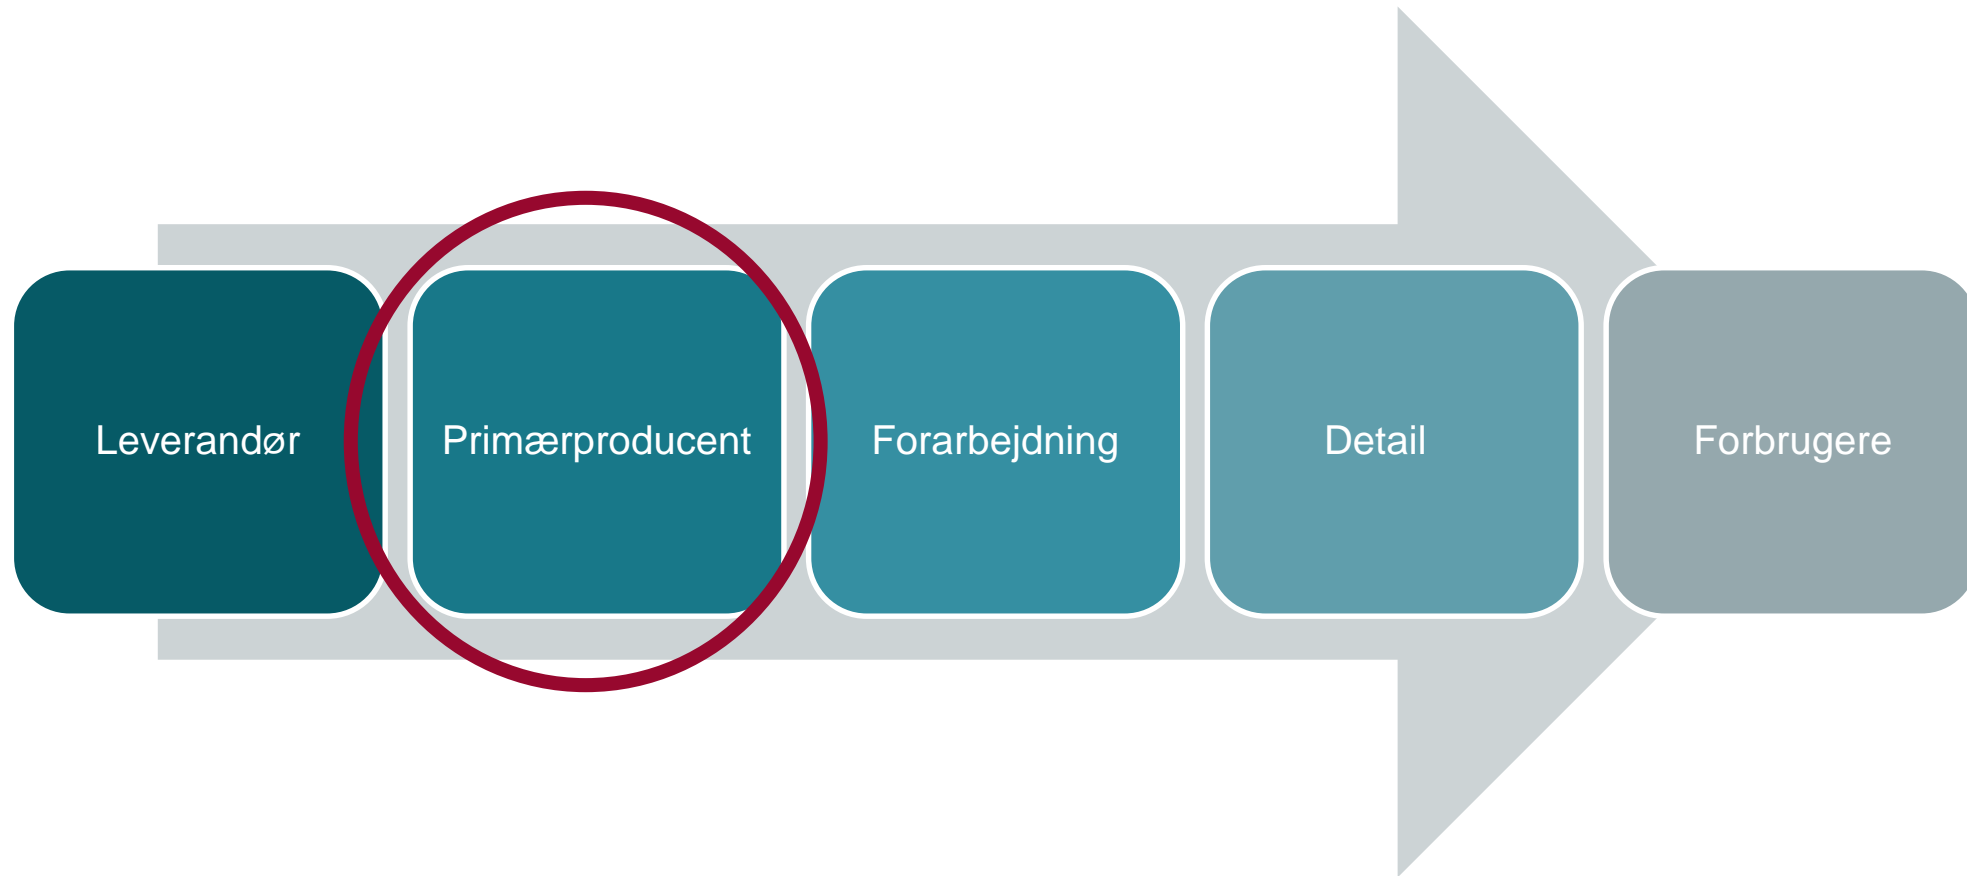 Leverandør
Primærproducent
Forarbejdning
Detail
Forbrugere